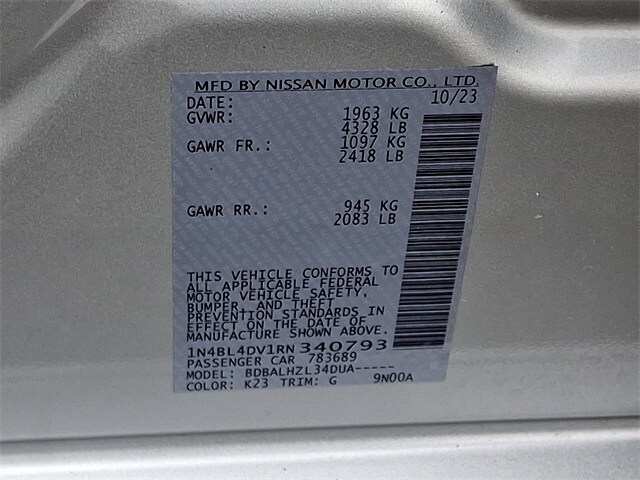 MFD BY NISSAN MOTOR CO., LTD.
DATE: 10/23
GVWR: 1963 KG
4328 LB
GAWR FR.: 1097 KG
2418 LB
GAWR RR.: 945 KG
2083 LB
THIS VEHICLE CONFORMS TO
ALL APPLICABLE FEDERAL
MOTOR VEHICLE SAFETY,
BUMPER, AND THEFT
PREVENTION STANDARDS IN
EFFECT ON THE DATE OF
MANUFACTURE SHOWN ABOVE.
1N4BL4DV1RN340793
PASSENGER CAR 783689
MODEL: BDBALHZL34DUA-----
COLOR: K23 TRIM: G 9N00A